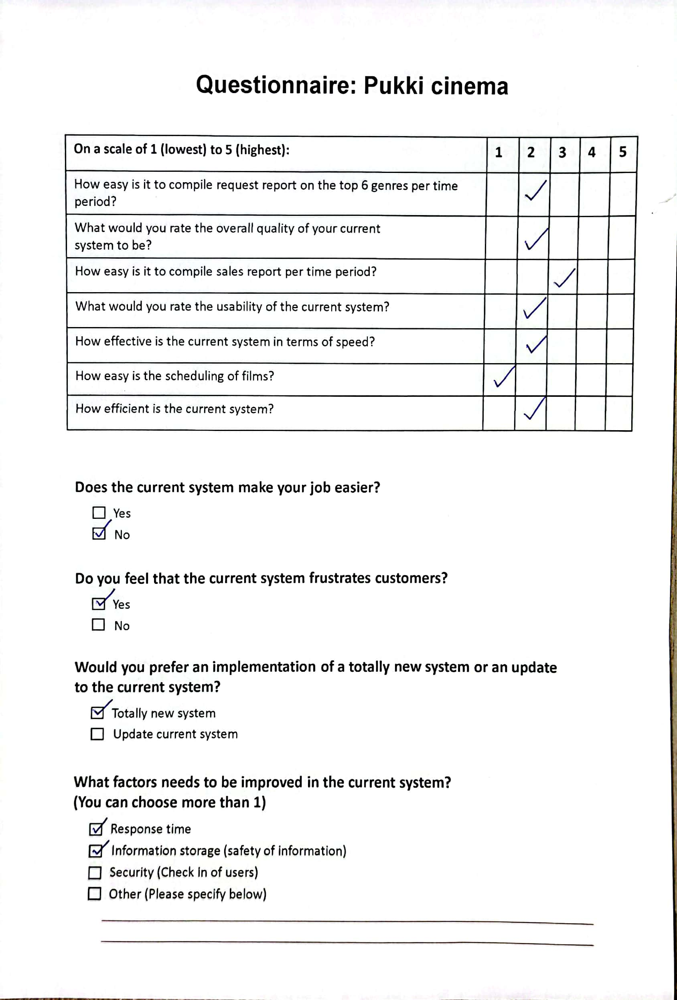 Questionnaire: Pukki cinema
On a scale of 1 (lowest) to 5 (highest): 1 2 3 4 5
How easy is it to compile request report on the top 6 genres per time
period?
✓
What would you rate the overall quality of your current
system to be?
✓
How easy is it to compile sales report per time period? ✓
What would you rate the usability of the current system? ✓
How effective is the current system in terms of speed? ✓
How easy is the scheduling of films? ✓
How efficient is the current system? ✓
Does the current system make your job easier?
☐ Yes
☑ No
Do you feel that the current system frustrates customers?
☑ Yes
☐ No
Would you prefer an implementation of a totally new system or an update
to the current system?
☑ Totally new system
☐ Update current system
What factors needs to be improved in the current system?
(You can choose more than 1)
☑ Response time
☑ Information storage (safety of information)
☐ Security (Check in of users)
☐ Other (Please specify below)